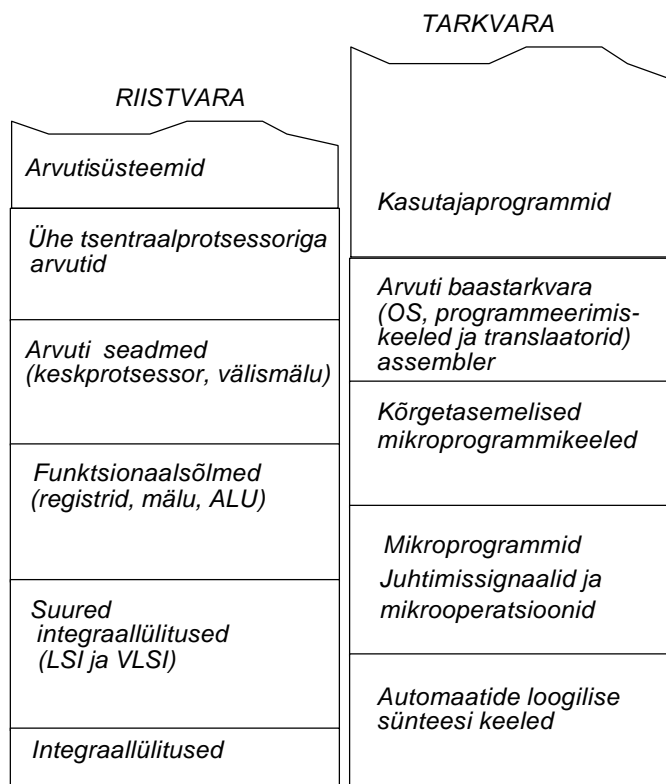 RIISTVARA
Arvutisüsteemid
Ühe tsentraalprotsessoriga
arvutid
Arvuti seadmed
(keskprotsessor, välismälu)
Funktsionaalsõlmed
(registrid, mälu, ALU)
Suured
integraallülitused
(LSI ja VLSI)
Integraallülitused
TARKVARA
Kasutajaprogrammid
Arvuti baastarkvara
(OS, programmeerimis-
keeled ja translaatorid)
assembler
Kõrgetasemelised
mikroprogrammikeeled
Mikroprogrammid
Juhtimissignaalid ja
mikrooperatsioonid
Automaatide loogilise
sünteesi keeled